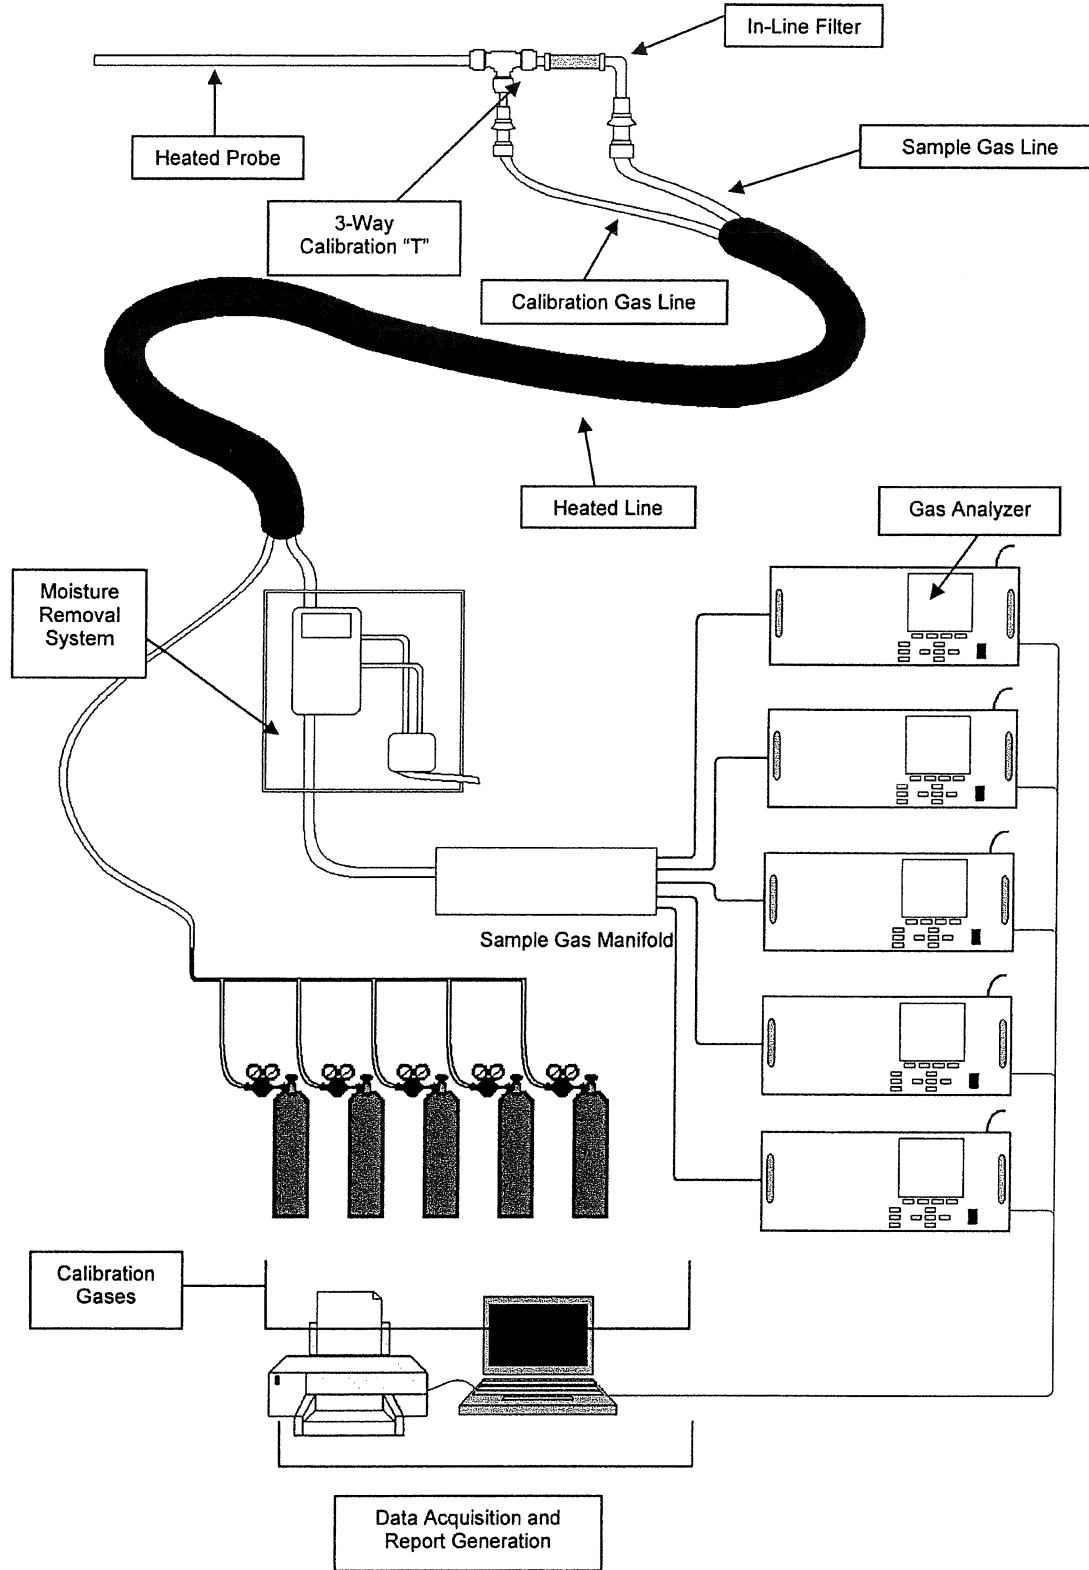 In-Line Filter
Heated Probe
Sample Gas Line
3-Way
Calibration "T"
Calibration Gas Line
Heated Line
Gas Analyzer
Moisture
Removal
System
Sample Gas Manifold
Calibration
Gases
Data Acquisition and
Report Generation